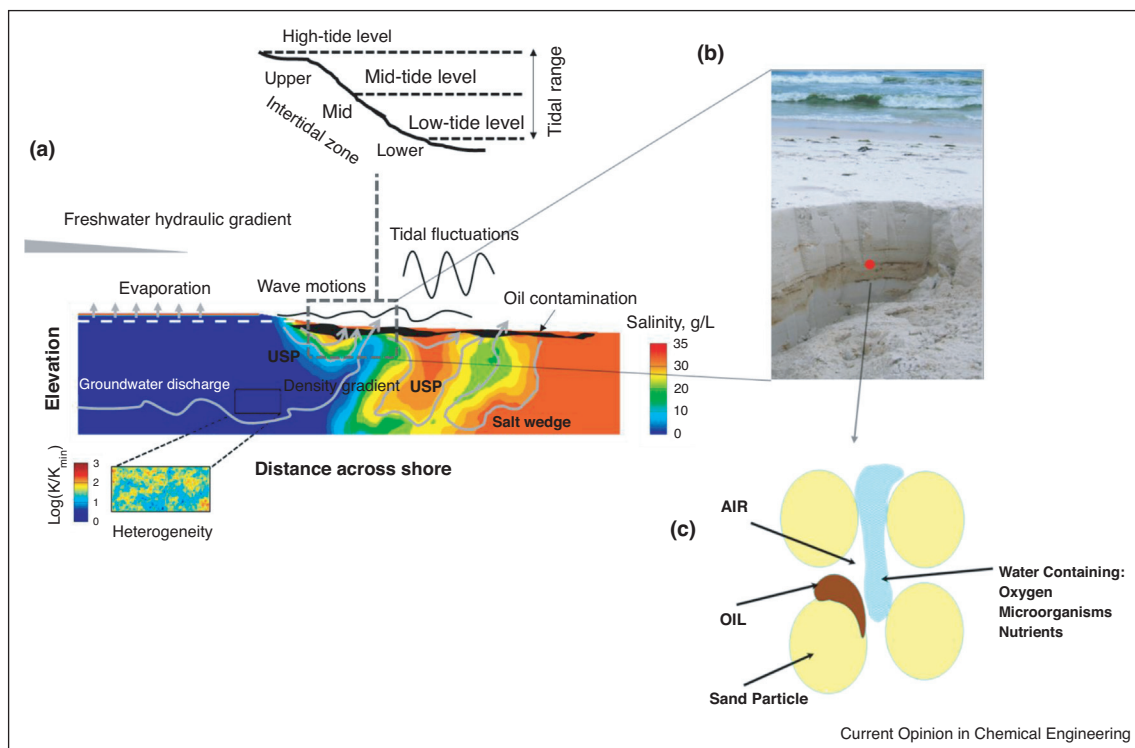 High-tide level
Upper
Mid-tide level
Mid
Low-tide level
Lower
Intertidal zone
Tidal range
(a)
(b)
Freshwater hydraulic gradient
Tidal fluctuations
Evaporation
Wave motions
Oil contamination
Salinity, g/L
35
30
20
10
5
0
USP
Groundwater discharge
Density gradient
USP
Salt wedge
Elevation
Distance across shore
Log(K/Kmin)
3
2
1
0
Heterogeneity
(c)
AIR
OIL
Sand Particle
Water Containing:
Oxygen
Microorganisms
Nutrients
Current Opinion in Chemical Engineering